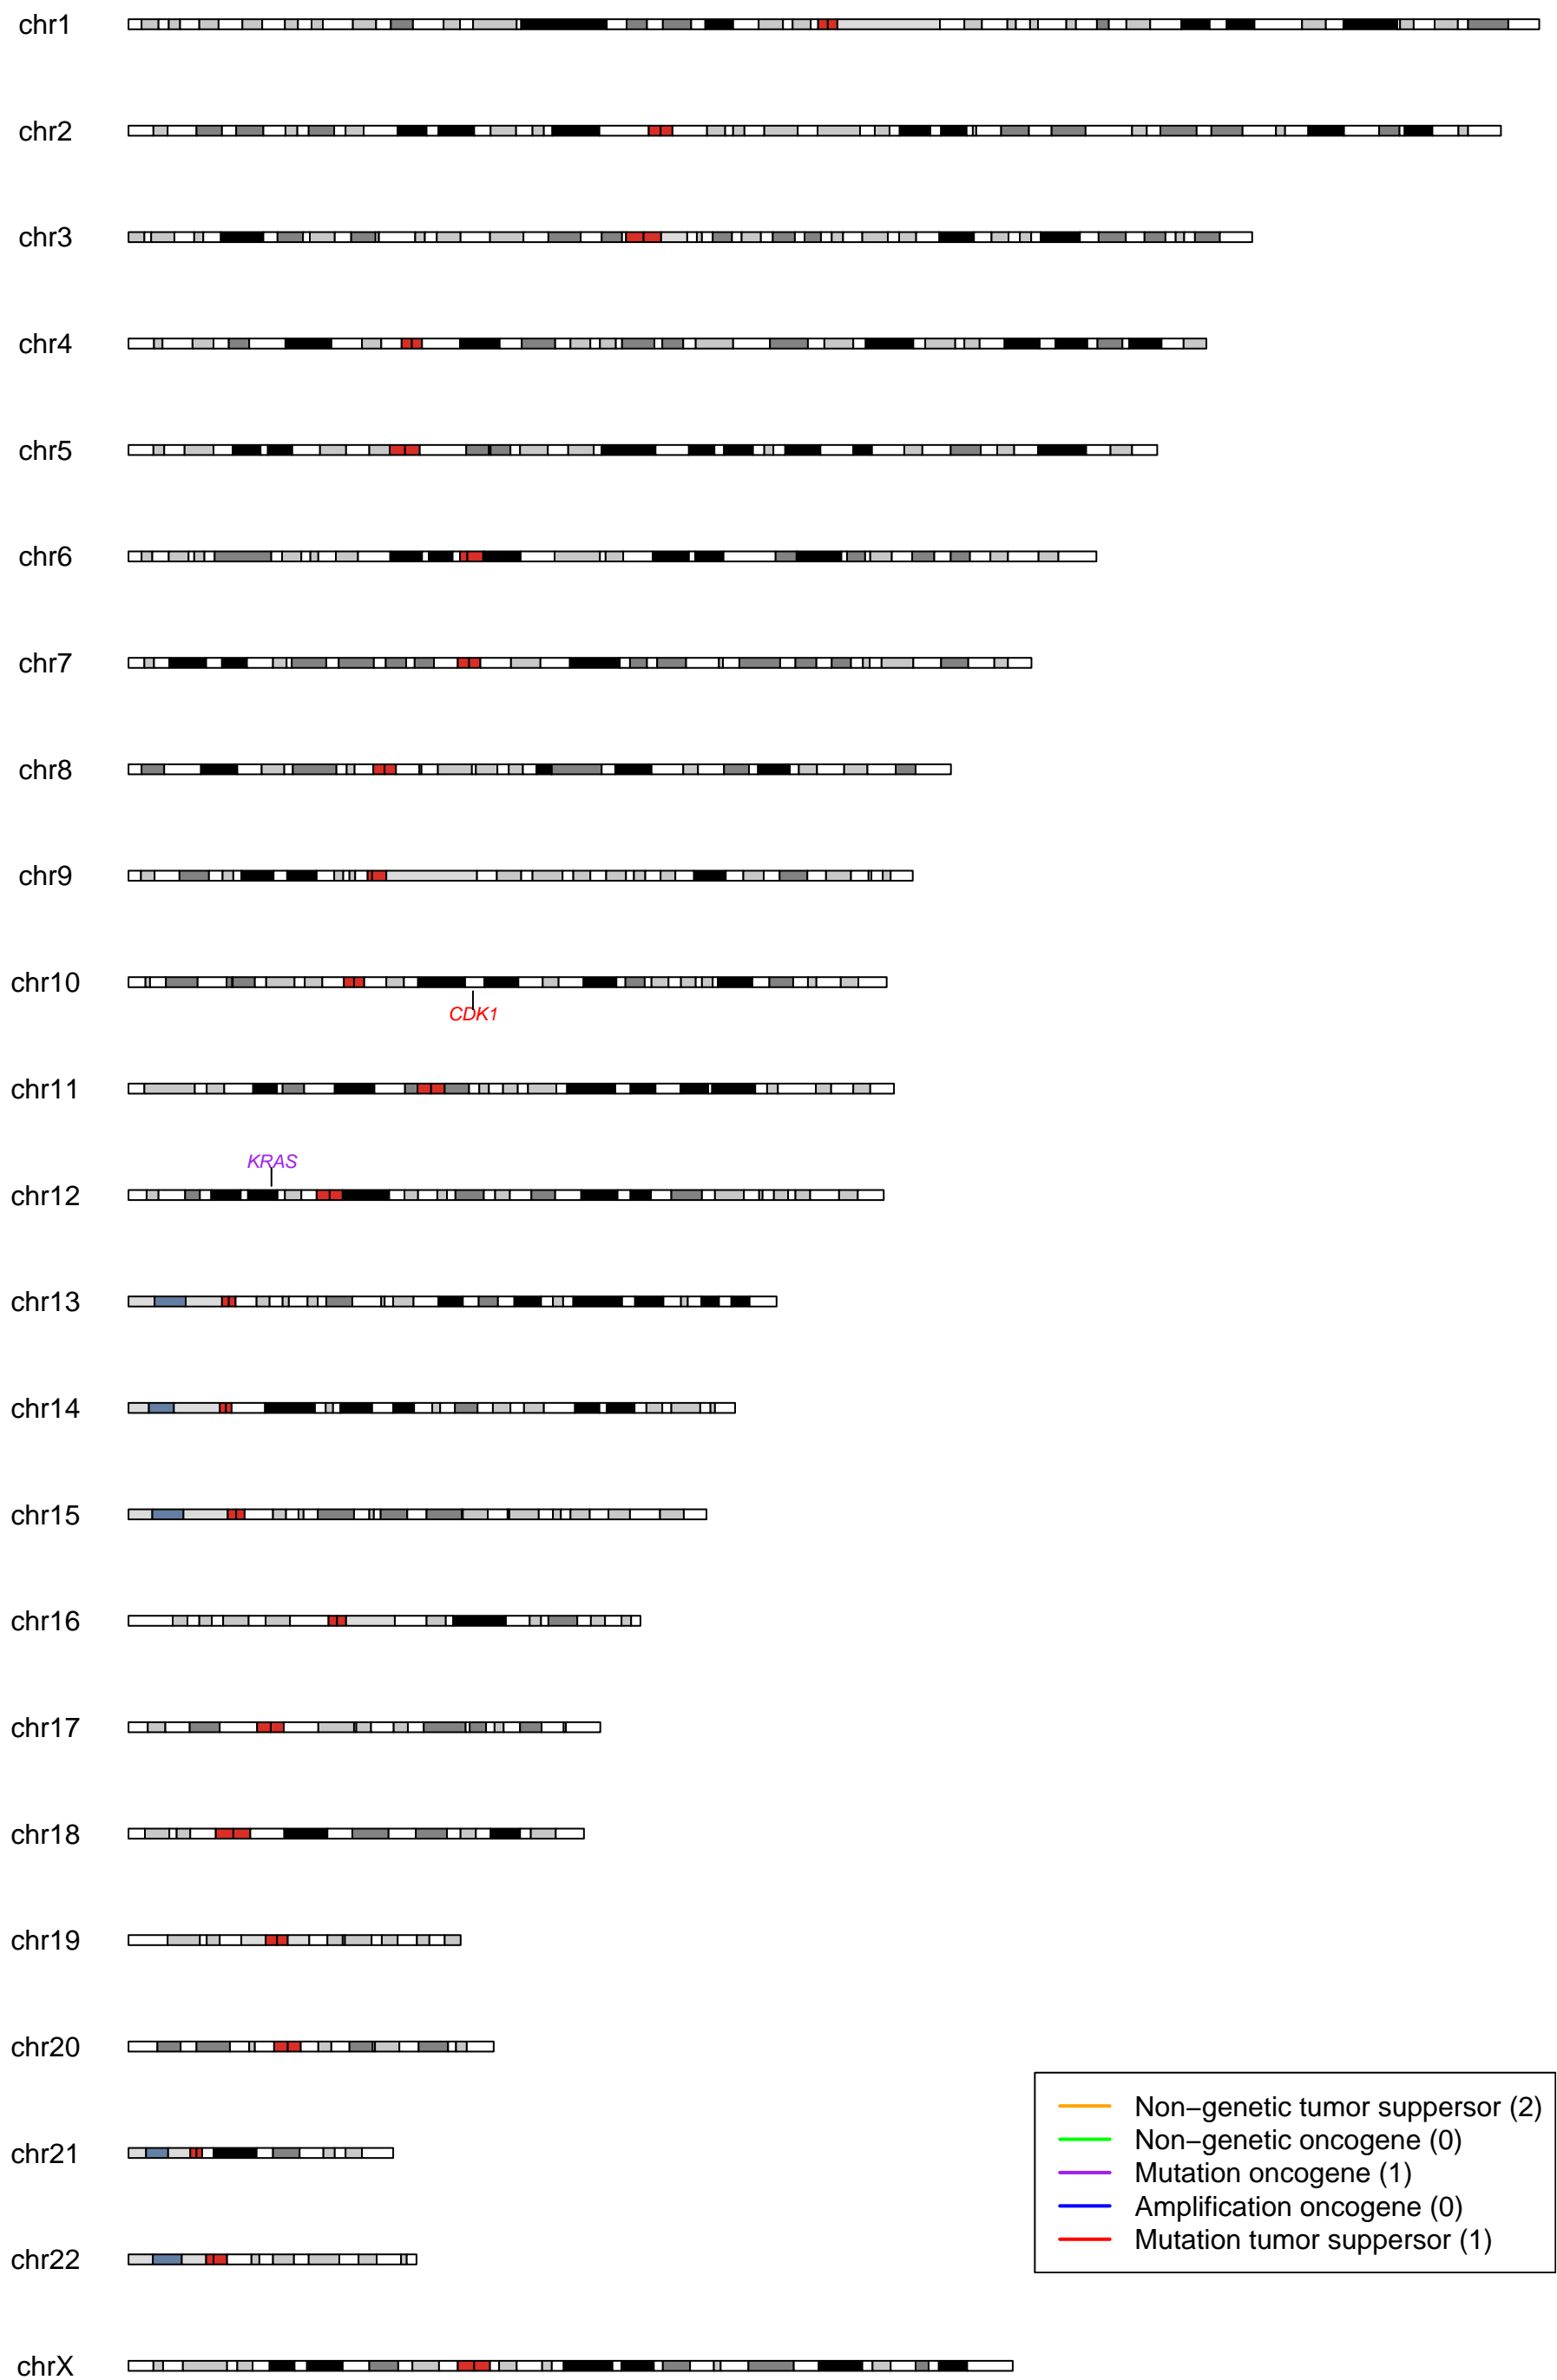 chr1
chr2
chr3
chr4
chr5
chr6
chr7
chr8
chr9
chr10
CDK1
chr11
KRAS
chr12
chr13
chr14
chr15
chr16
chr17
chr18
chr19
chr20
chr21
chr22
chrX
Non−genetic tumor suppersor (2)
Non−genetic oncogene (0)
Mutation oncogene (1)
Amplification oncogene (0)
Mutation tumor suppersor (1)